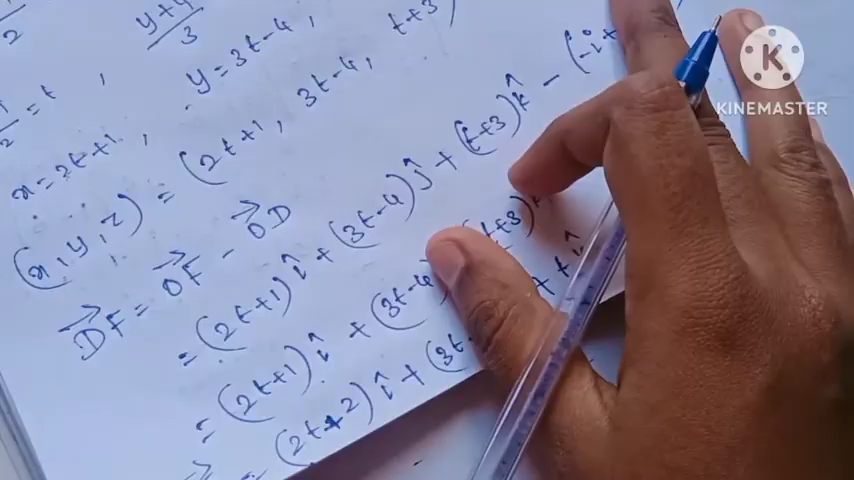 y+4/3
x = 2t+1, y = 3t-4, t+3)
(x, y, z) = (2t+1, 3t-4, t+3)
DF = OF - OD
= (2t+1)î + (3t-4)ĵ + (t+3)k̂ - (-i+
= (2t+1)î + (3t-4) t+3)
= (2t+2)î + (3t
K
KINEMASTER